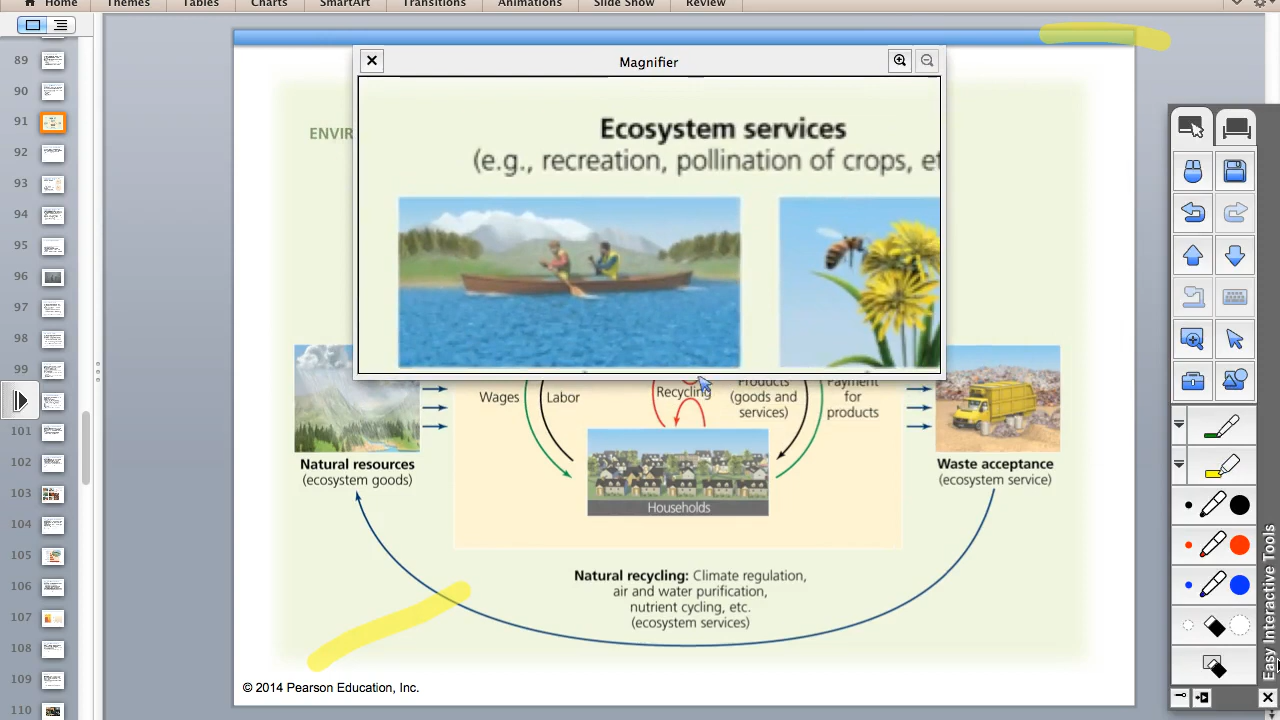 Home Themes Tables Charts SmartArt Transitions Animations Slide Show Review
89
90
91
92
93
94
95
96
97
98
99
101
102
103
104
105
106
107
108
109
110
Magnifier
Ecosystem services
(e.g., recreation, pollination of crops, et
ENVIR
Wages
Labor
Recycling
Products
(goods and
services)
Payment
for
products
Natural resources
(ecosystem goods)
Households
Waste acceptance
(ecosystem service)
Natural recycling: Climate regulation,
air and water purification,
nutrient cycling, etc.
(ecosystem services)
© 2014 Pearson Education, Inc.
Easy Interactive Tools